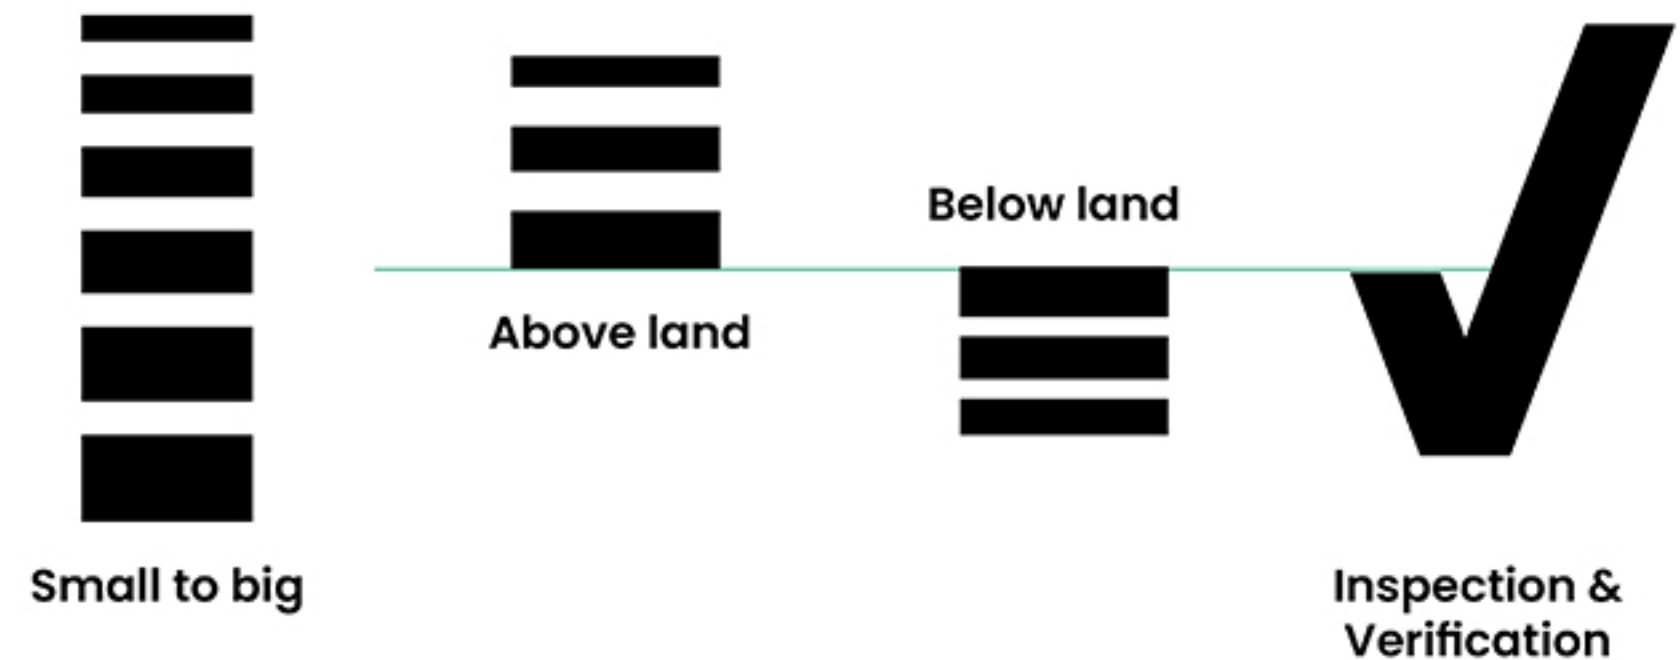 Below land
Above land
Small to big
Inspection &
Verification